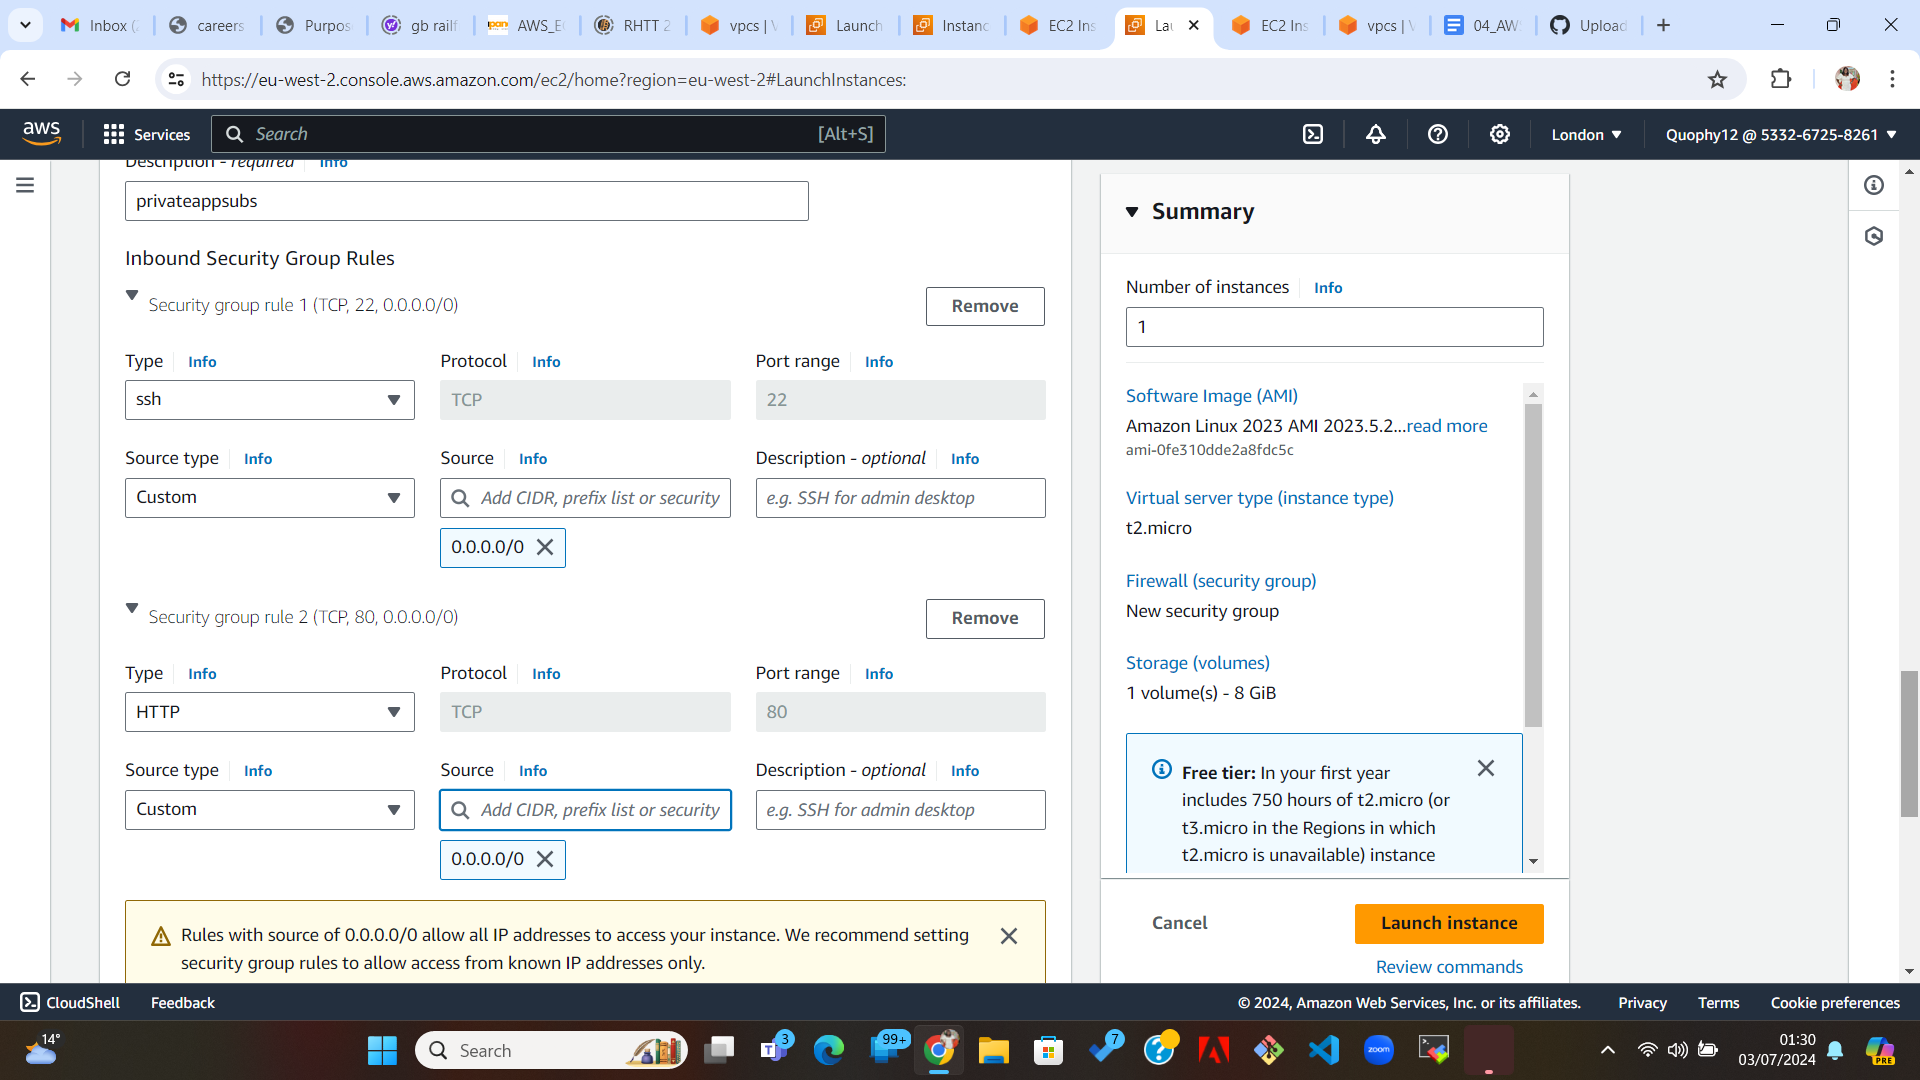 Inbox (2
careers
Purpos
gb railf
AWS_E
RHTT 2
vpcs | V
Launch
Instanc
EC2 Ins
La
EC2 Ins
vpcs | V
04_AW
Upload
https://eu-west-2.console.aws.amazon.com/ec2/home?region=eu-west-2#LaunchInstances:
aws
Services
Search
[Alt+S]
London
Quophy12 @ 5332-6725-8261
Description - required Info
privateappsubs
Inbound Security Group Rules
Security group rule 1 (TCP, 22, 0.0.0.0/0)
Remove
Type Info
Protocol Info
Port range Info
ssh
TCP
22
Source type Info
Source Info
Description - optional Info
Custom
Add CIDR, prefix list or security
e.g. SSH for admin desktop
0.0.0.0/0
Security group rule 2 (TCP, 80, 0.0.0.0/0)
Remove
Type Info
Protocol Info
Port range Info
HTTP
TCP
80
Source type Info
Source Info
Description - optional Info
Custom
Add CIDR, prefix list or security
e.g. SSH for admin desktop
0.0.0.0/0
Rules with source of 0.0.0.0/0 allow all IP addresses to access your instance. We recommend setting
security group rules to allow access from known IP addresses only.
Summary
Number of instances Info
1
Software Image (AMI)
Amazon Linux 2023 AMI 2023.5.2...read more
ami-0fe310dde2a8fdc5c
Virtual server type (instance type)
t2.micro
Firewall (security group)
New security group
Storage (volumes)
1 volume(s) - 8 GiB
Free tier: In your first year
includes 750 hours of t2.micro (or
t3.micro in the Regions in which
t2.micro is unavailable) instance
Cancel
Launch instance
Review commands
CloudShell
Feedback
© 2024, Amazon Web Services, Inc. or its affiliates.
Privacy
Terms
Cookie preferences
14°
Search
3
99+
7
zoom
PRE
01:30
03/07/2024